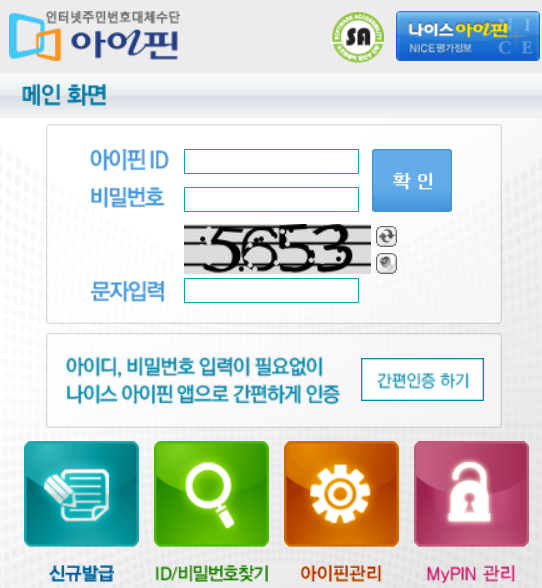 인터넷주민번호대체수단
아이핀
SOFTWARE ACCESSIBILITY
SA
나이스 아이핀
NICE평가정보
NI
CE
메인 화면
아이핀 ID
비밀번호
확 인
5653
문자입력
아이디, 비밀번호 입력이 필요없이
나이스 아이핀 앱으로 간편하게 인증
간편인증 하기
신규발급
ID/비밀번호찾기
아이핀관리
MyPIN 관리